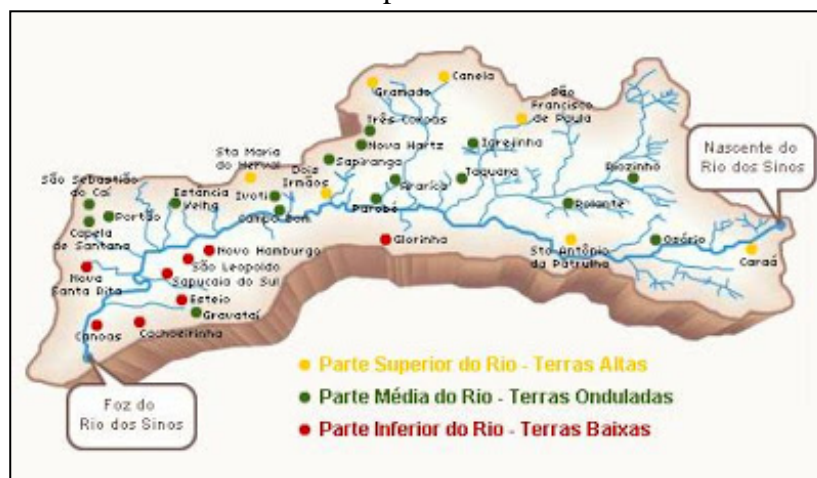 Canela
Gramado
São
Francisco
de Paula
Três Coroas
Nova Hartz
Igrejinha
Nascente do
Rio dos Sinos
Sta Maria
do Herval
Dois
Irmãos
Sapiranga
São Sebastião
do Caí
Estância
Velha
Ivoti
Araricá
Taquara
Riozinho
Portão
Campo Bom
Parobé
Rolante
Capela
de Santana
Novo Hamburgo
Glorinha
Sto Antônio
da Patrulha
Osório
Caraá
São Leopoldo
Sapucaia do Sul
Nova
Santa Rita
Esteio
Gravataí
Canoas
Cachoeirinha
Parte Superior do Rio - Terras Altas
Parte Média do Rio - Terras Onduladas
Parte Inferior do Rio - Terras Baixas
Foz do
Rio dos Sinos